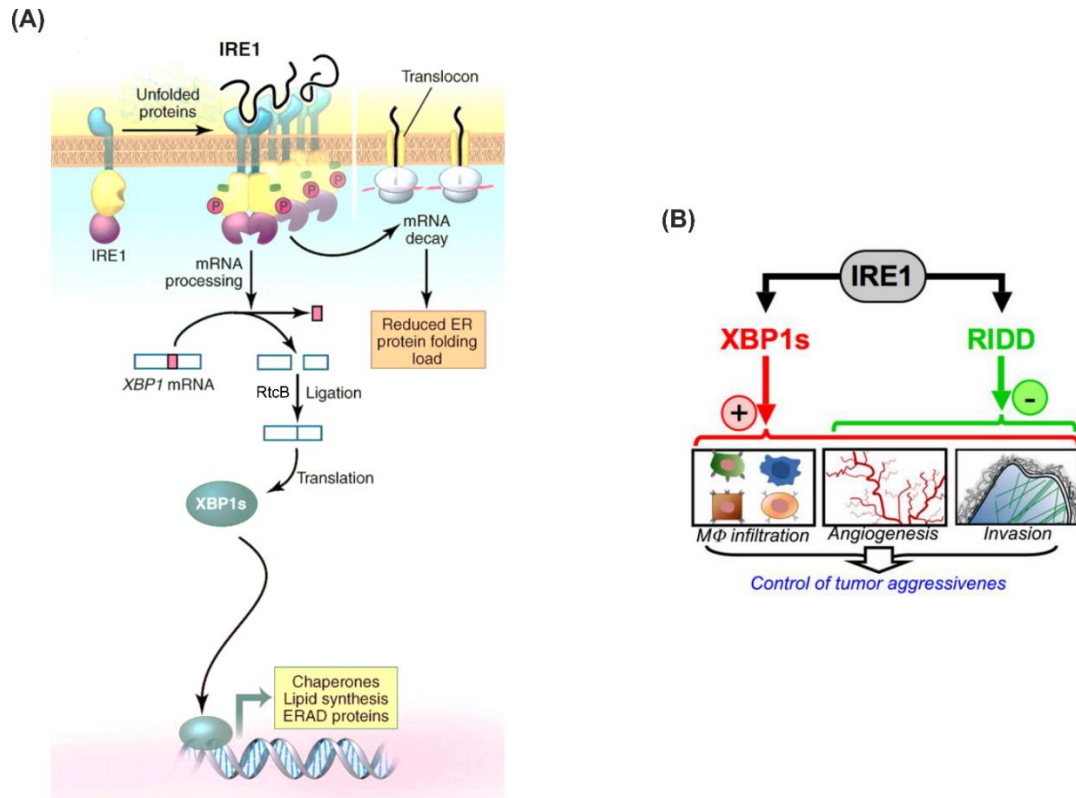 (A)
IRE1
Translocon
Unfolded
proteins
P
P
P
P
IRE1
mRNA
decay
mRNA
processing
Reduced ER
protein folding
load
XBP1 mRNA
RtcB
Ligation
Translation
XBP1s
Chaperones
Lipid synthesis
ERAD proteins
(B)
IRE1
XBP1s
RIDD
+
-
MΦ infiltration
Angiogenesis
Invasion
Control of tumor aggressivenes